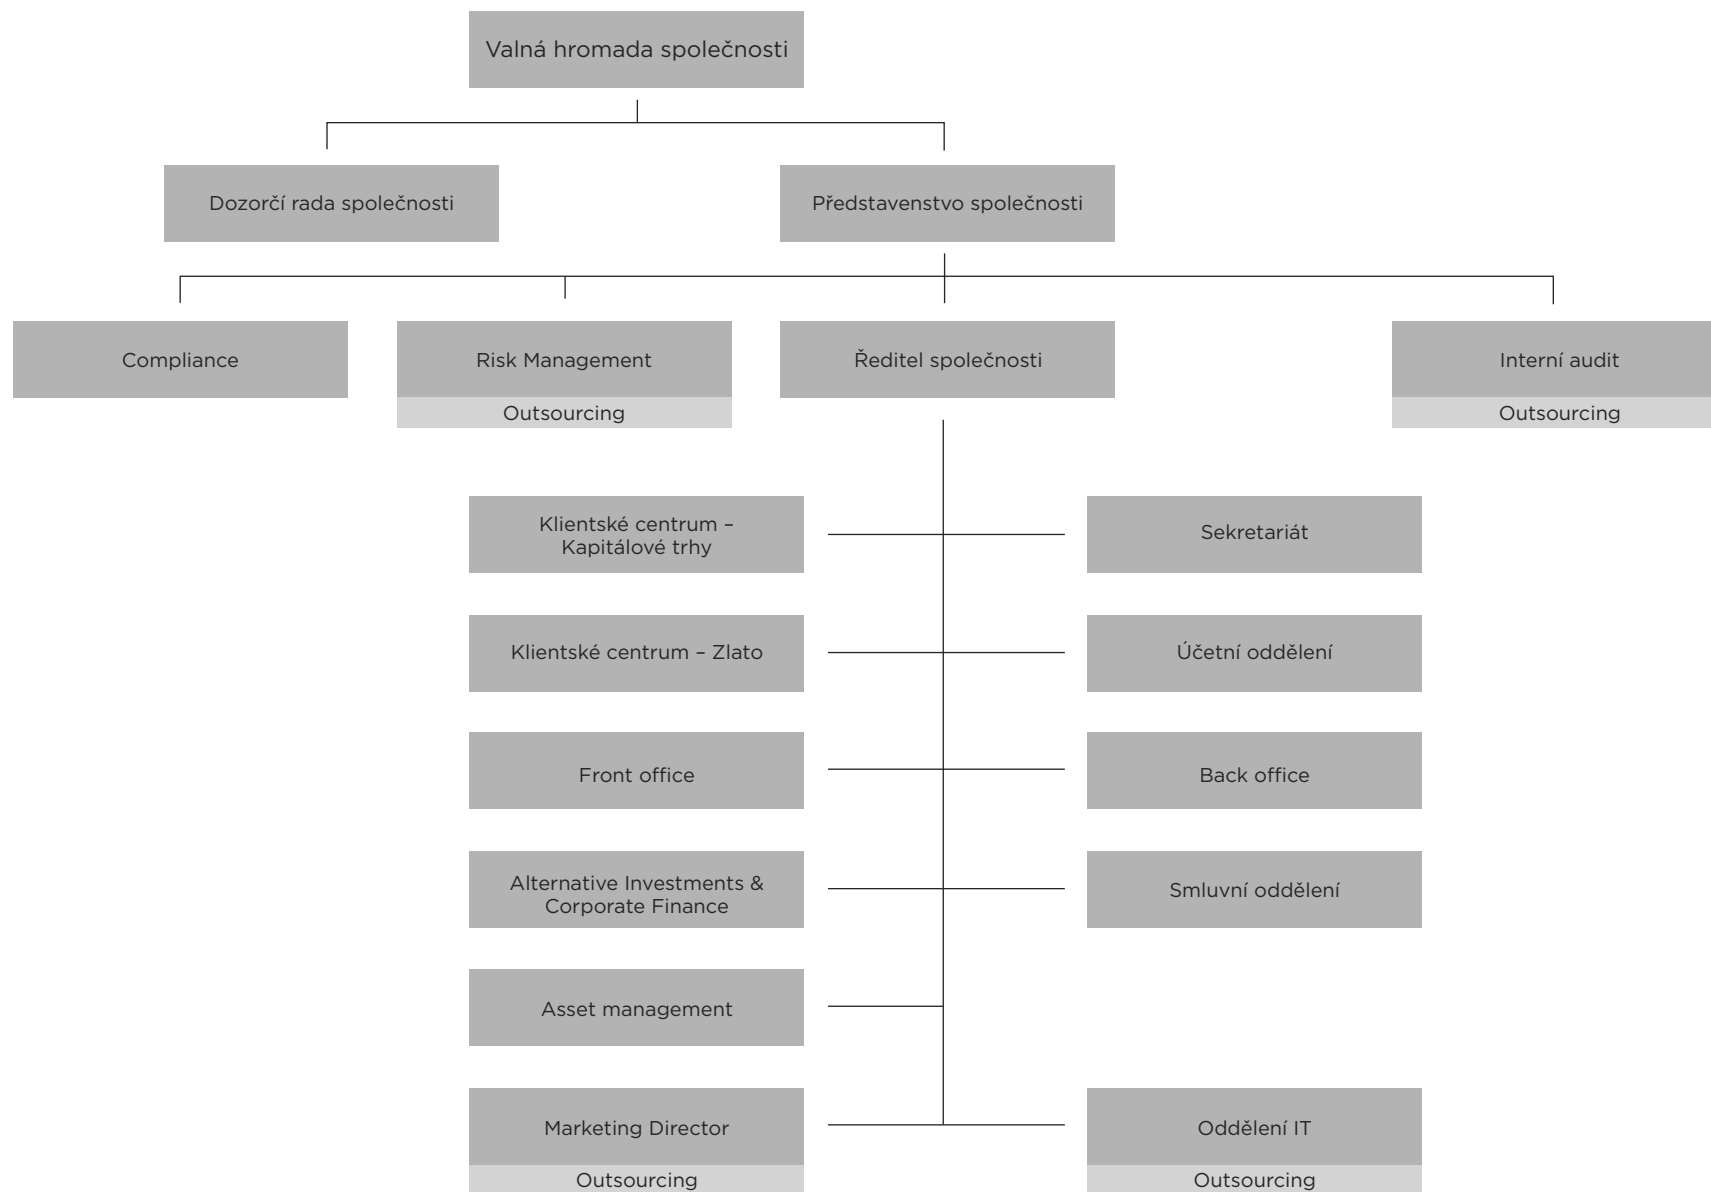 Valná hromada společnosti
Dozorčí rada společnosti
Představenstvo společnosti
Compliance
Risk Management
Outsourcing
Ředitel společnosti
Interní audit
Outsourcing
Klientské centrum –
Kapitálové trhy
Sekretariát
Klientské centrum – Zlato
Účetní oddělení
Front office
Back office
Alternative Investments &
Corporate Finance
Smluvní oddělení
Asset management
Marketing Director
Outsourcing
Oddělení IT
Outsourcing